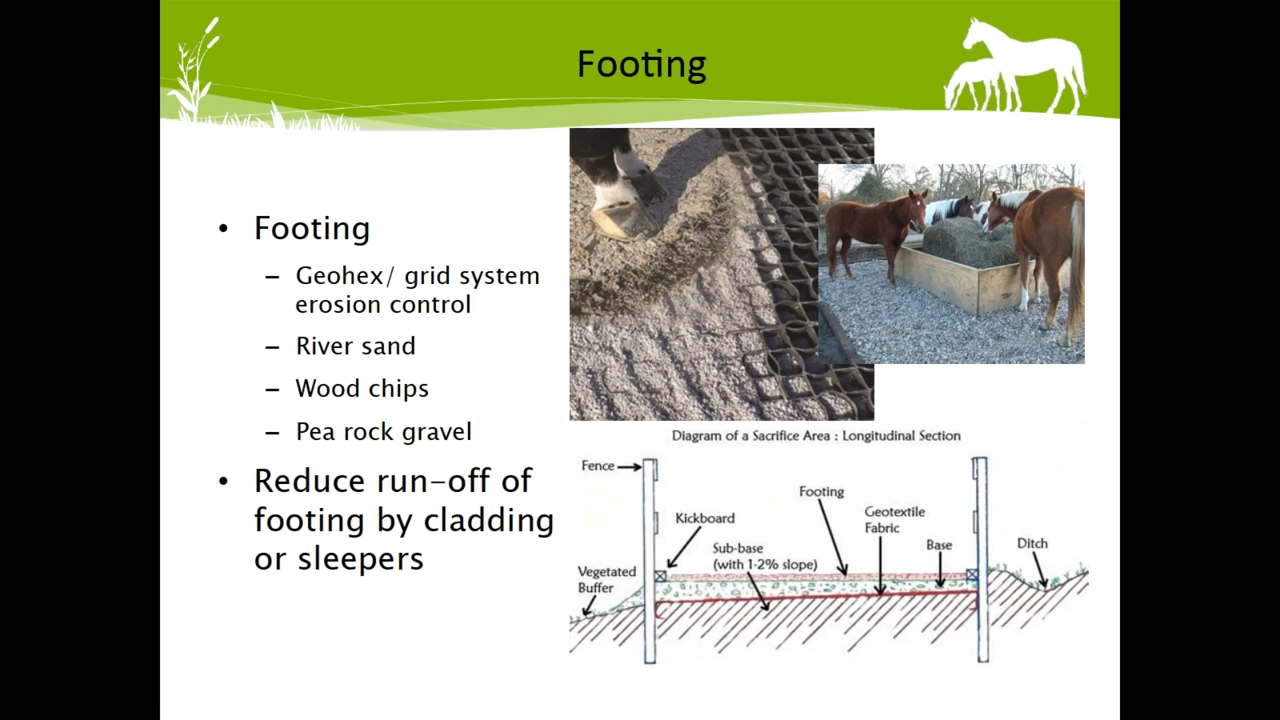 Footing
• Footing
– Geohex/ grid system
erosion control
– River sand
– Wood chips
– Pea rock gravel
• Reduce run-off of
footing by cladding
or sleepers
Diagram of a Sacrifice Area : Longitudinal Section
Fence
Footing
Kickboard
Geotextile
Fabric
Sub-base
(with 1-2% slope)
Base
Ditch
Vegetated
Buffer